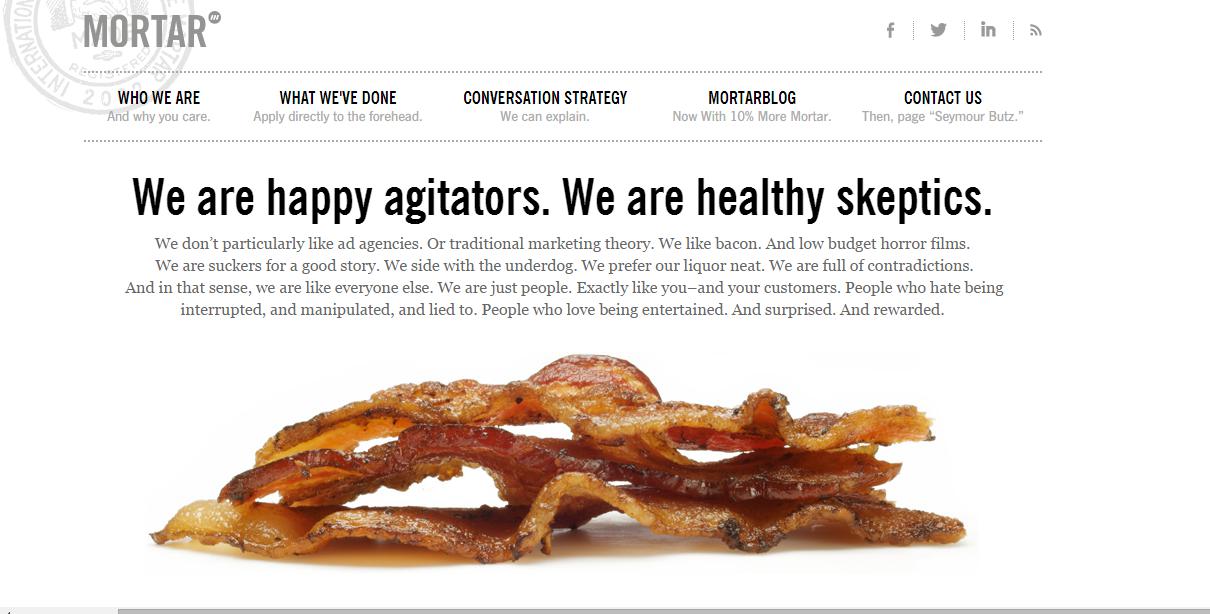 MORTAR
INTERNATION
REGISTERED
WHO WE ARE
And why you care.
WHAT WE'VE DONE
Apply directly to the forehead.
CONVERSATION STRATEGY
We can explain.
MORTARBLOG
Now With 10% More Mortar.
CONTACT US
Then, page “Seymour Butz.”
We are happy agitators. We are healthy skeptics.
We don’t particularly like ad agencies. Or traditional marketing theory. We like bacon. And low budget horror films.
We are suckers for a good story. We side with the underdog. We prefer our liquor neat. We are full of contradictions.
And in that sense, we are like everyone else. We are just people. Exactly like you–and your customers. People who hate being
interrupted, and manipulated, and lied to. People who love being entertained. And surprised. And rewarded.